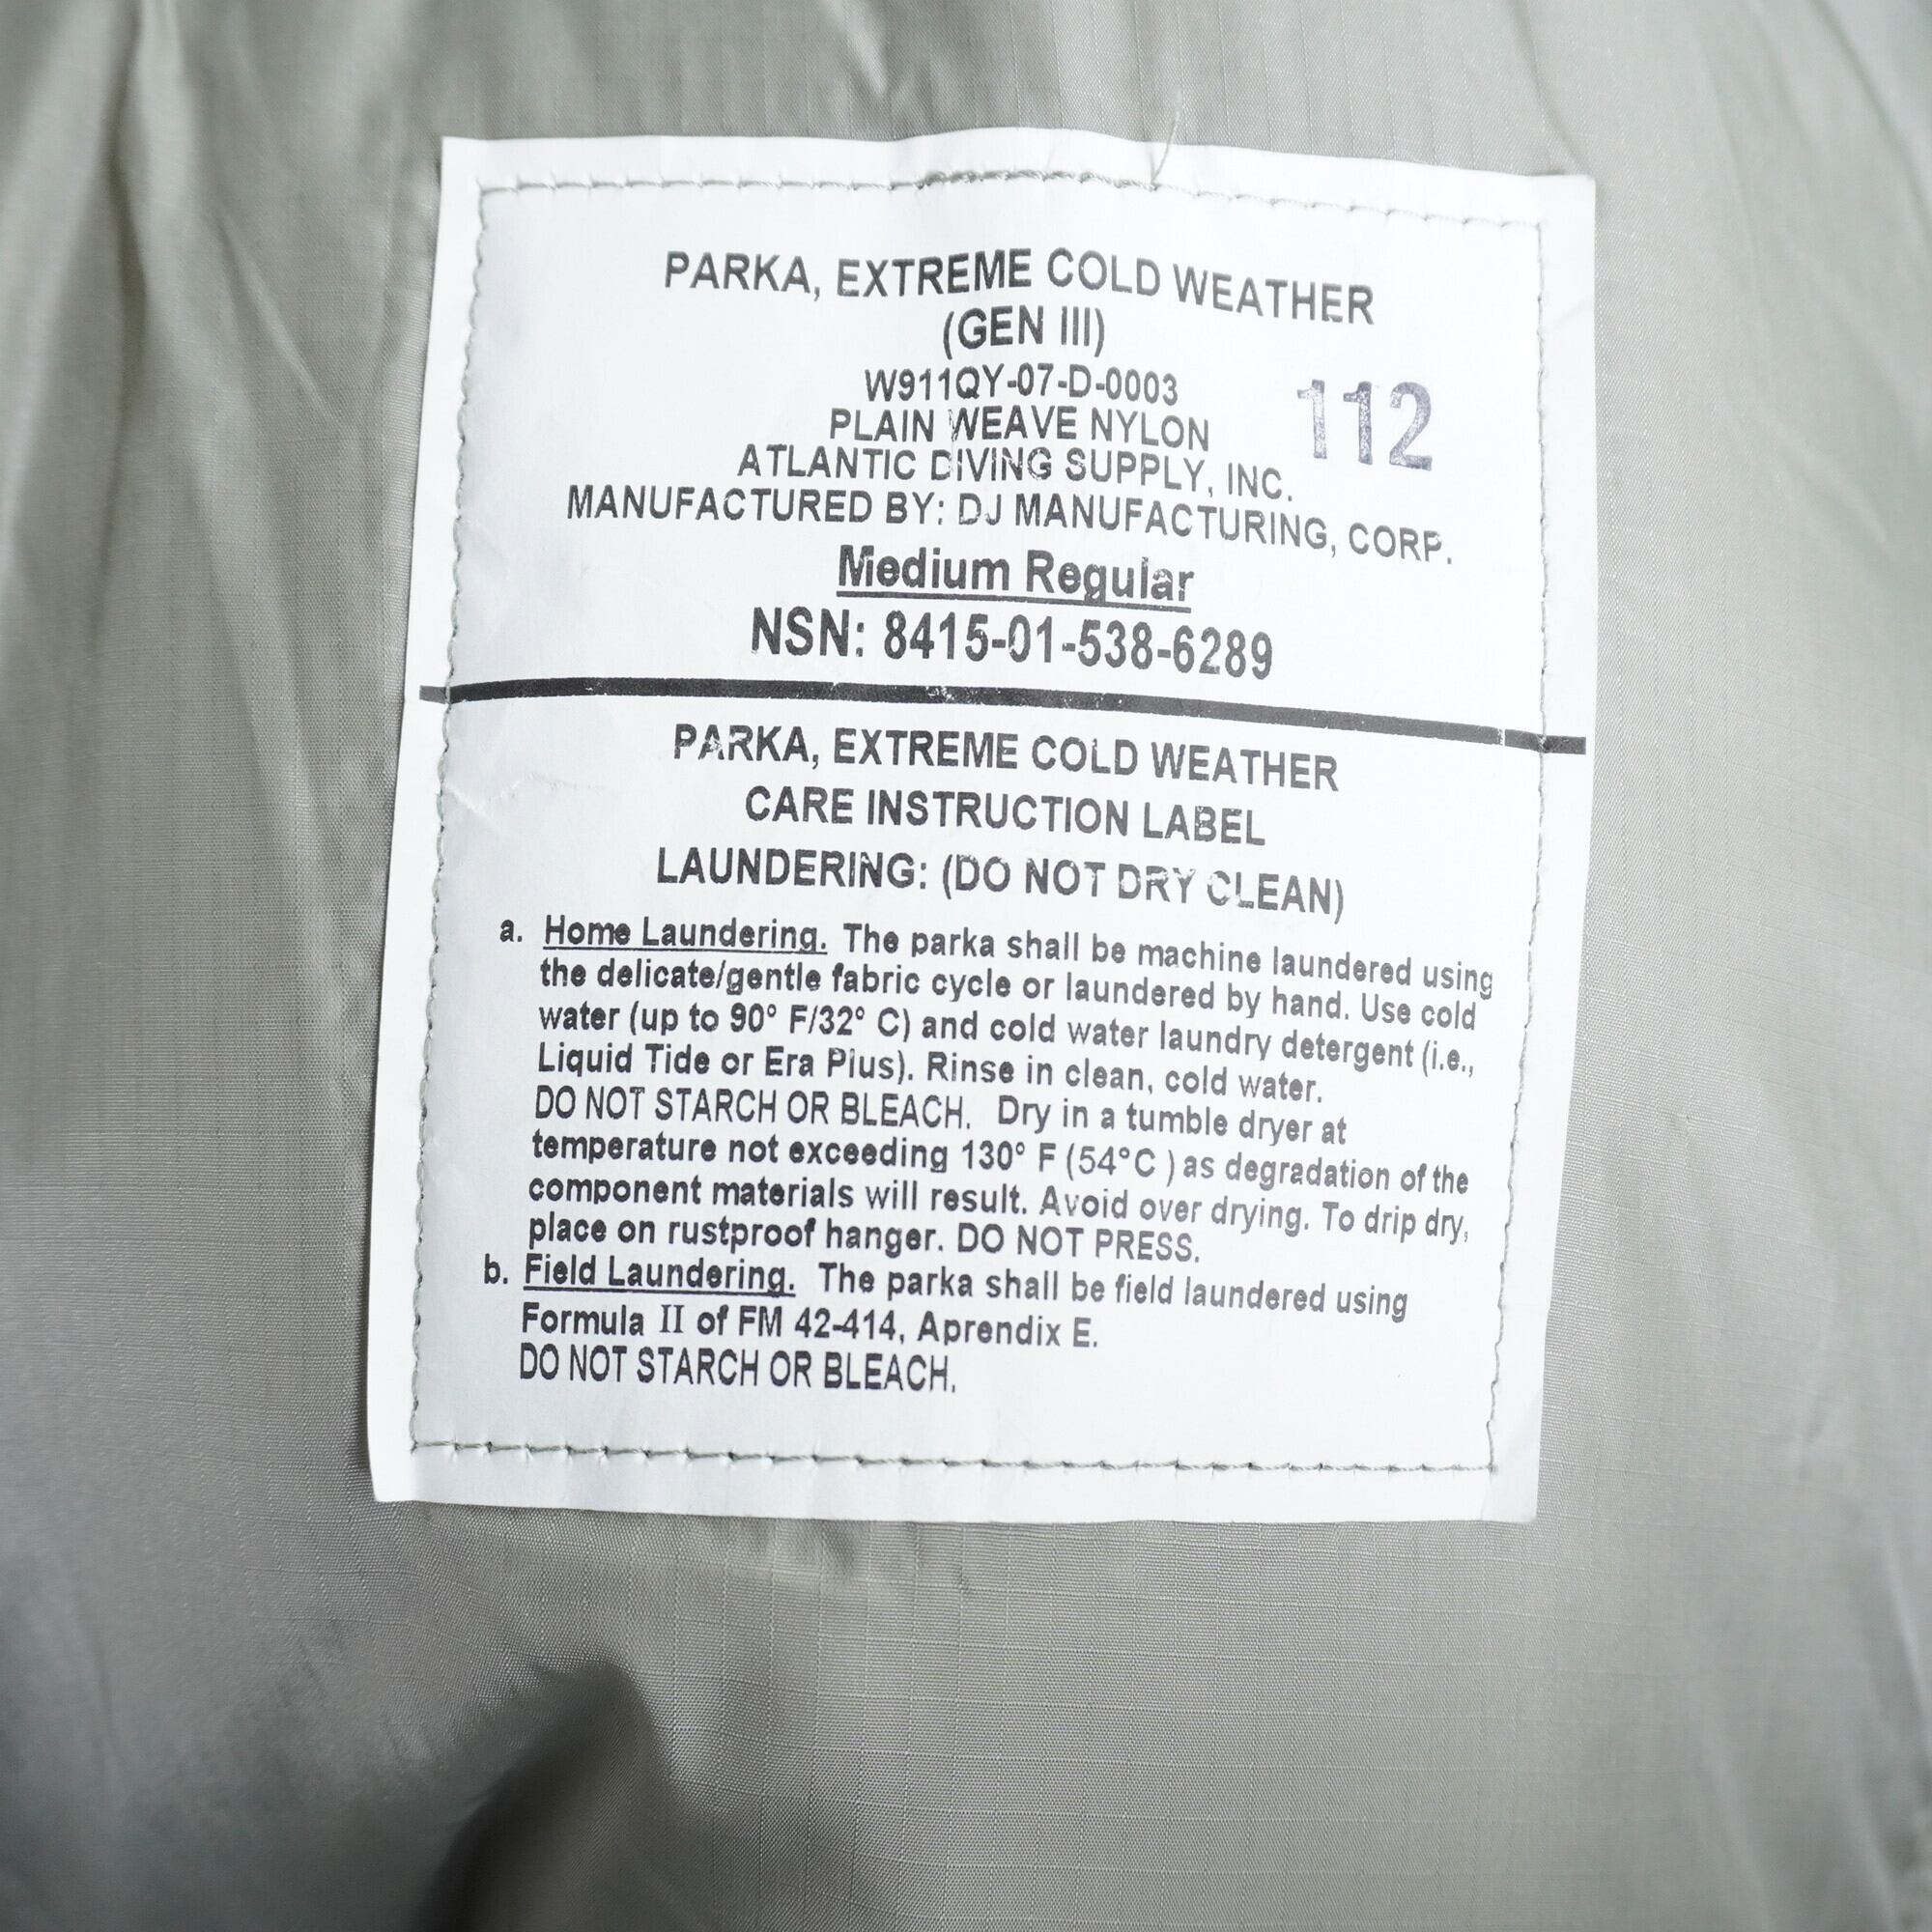 PARKA, EXTREME COLD WEATHER
(GEN III)
W911QY-07-D-0003
112
PLAIN WEAVE NYLON
ATLANTIC DIVING SUPPLY, INC.
MANUFACTURED BY: DJ MANUFACTURING, CORP.
Medium Regular
NSN: 8415-01-538-6289
PARKA, EXTREME COLD WEATHER
CARE INSTRUCTION LABEL
LAUNDERING: (DO NOT DRY CLEAN)
a. Home Laundering. The parka shall be machine laundered using
the delicate/gentle fabric cycle or laundered by hand. Use cold
water (up to 90° F/32° C) and cold water laundry detergent (i.e.,
Liquid Tide or Era Plus). Rinse in clean, cold water.
DO NOT STARCH OR BLEACH. Dry in a tumble dryer at
temperature not exceeding 130° F (54°C ) as degradation of the
component materials will result. Avoid over drying. To drip dry,
place on rustproof hanger. DO NOT PRESS.
b. Field Laundering. The parka shall be field laundered using
Formula II of FM 42-414, Aprendix E.
DO NOT STARCH OR BLEACH.